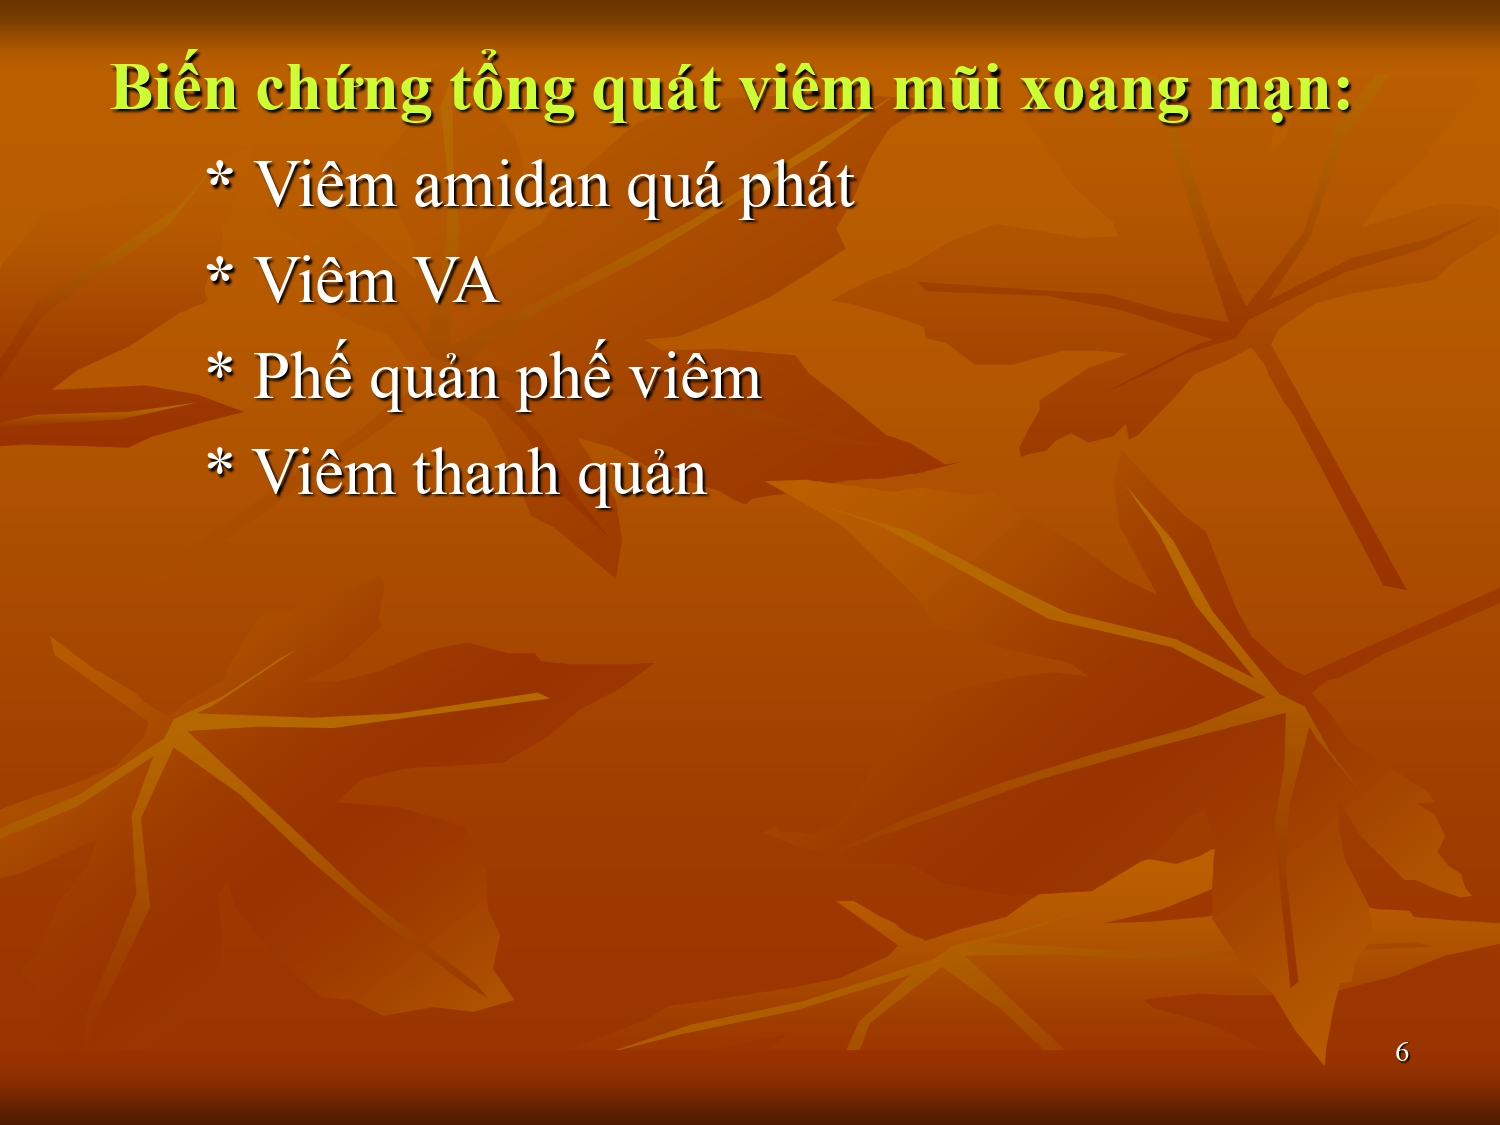 Biến chứng tổng quát viêm mũi xoang mạn:
* Viêm amidan quá phát
* Viêm VA
* Phế quản phế viêm
* Viêm thanh quản
6